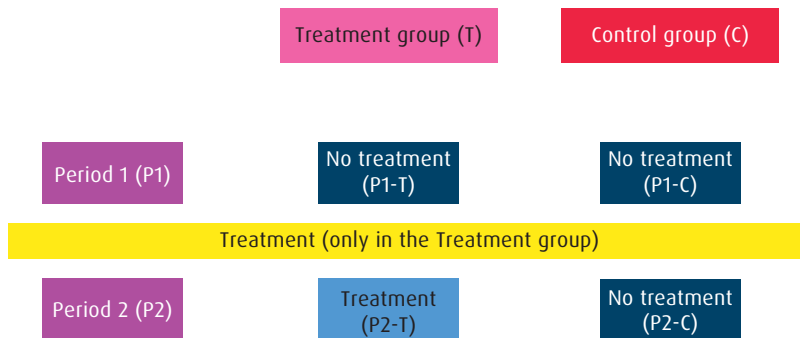 Treatment group (T)
Control group (C)
Period 1 (P1)
No treatment
(P1-T)
No treatment
(P1-C)
Treatment (only in the Treatment group)
Period 2 (P2)
Treatment
(P2-T)
No treatment
(P2-C)